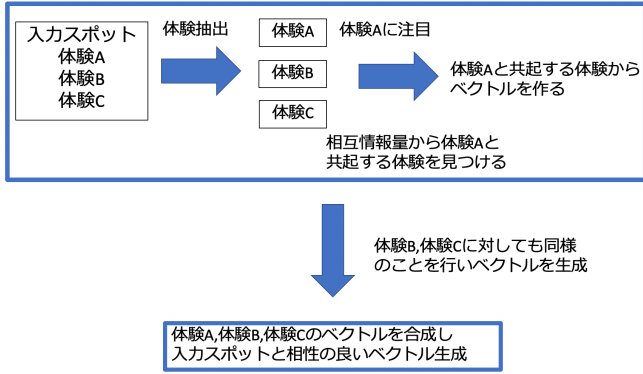 入力スポット
体験A
体験B
体験C
体験抽出
体験A
体験B
体験C
体験Aに注目
体験Aと共起する体験から
ベクトルを作る
相互情報量から体験Aと
共起する体験を見つける
体験B,体験Cに対しても同様
のことを行いベクトルを生成
体験A,体験B,体験Cのベクトルを合成し
入力スポットと相性の良いベクトル生成